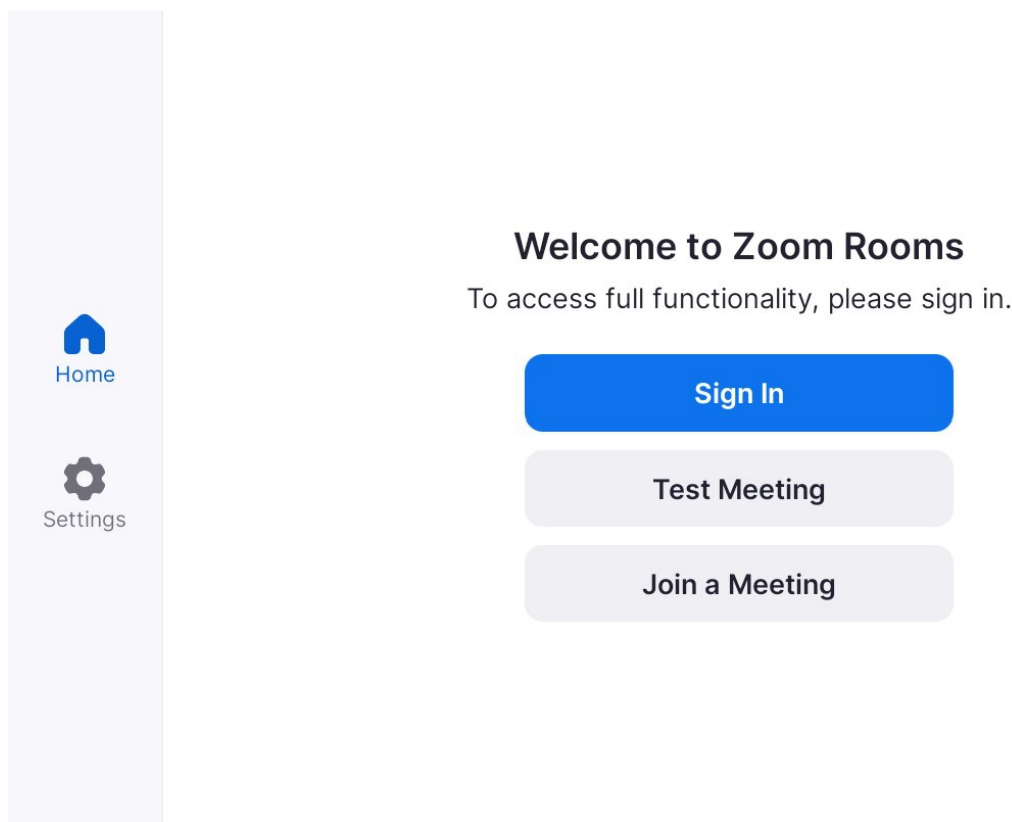 Home
Settings
Welcome to Zoom Rooms
To access full functionality, please sign in.
Sign In
Test Meeting
Join a Meeting